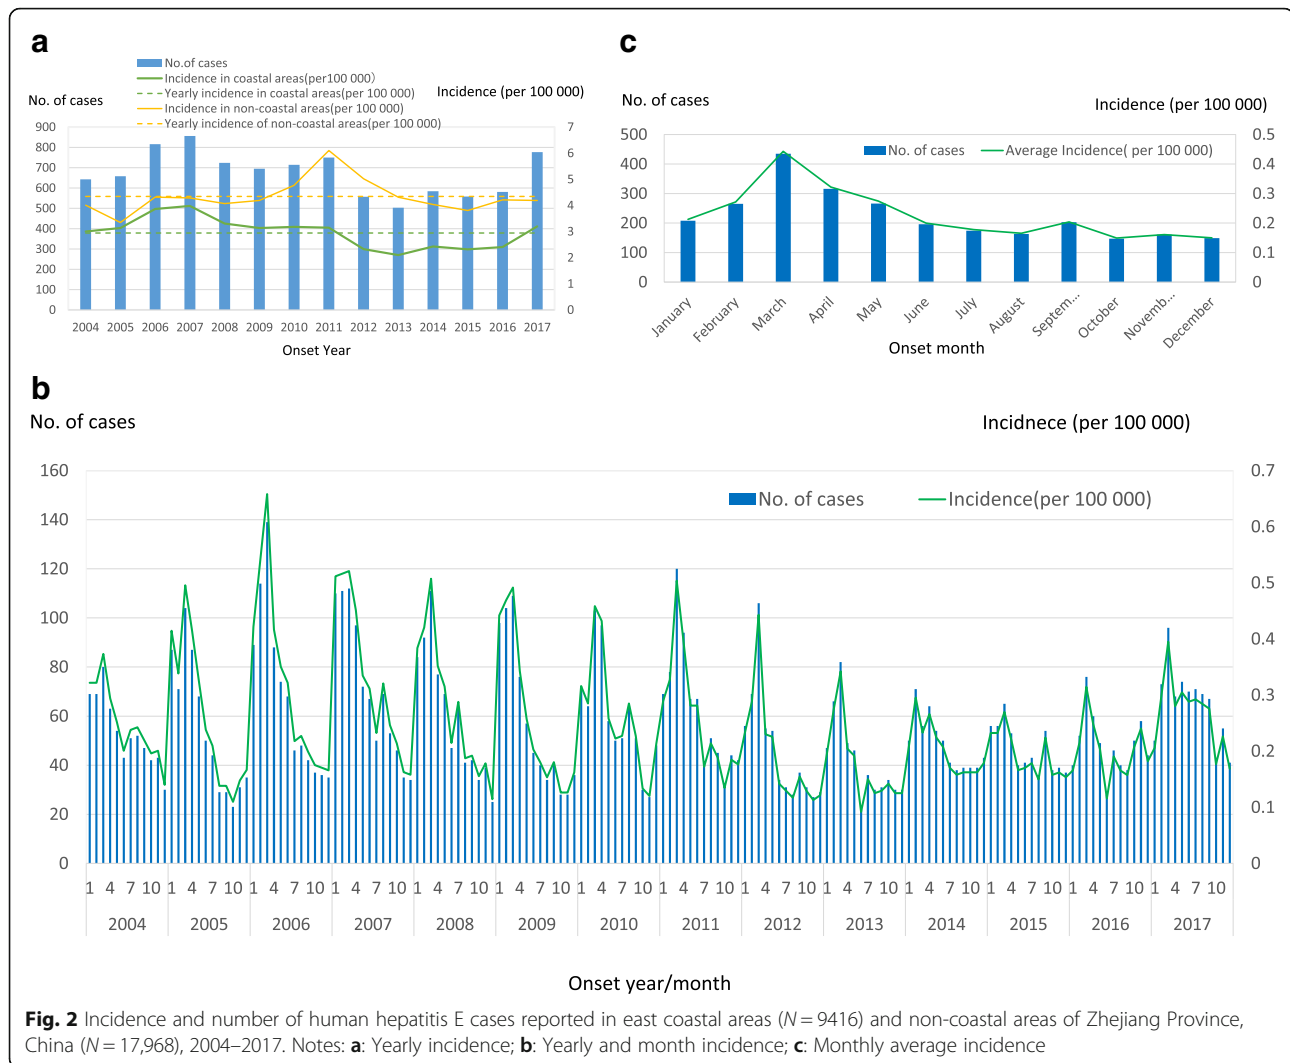 a
No.of cases
Incidence in coastal areas(per100 000)
Yearly incidence in coastal areas(per 100 000)
Incidence in non-coastal areas(per 100 000)
Yearly incidence of non-coastal areas(per 100 000)
No. of cases
Incidence (per 100 000)
900
800
700
600
500
400
300
200
100
0
7
6
5
4
3
2
1
0
2004 2005 2006 2007 2008 2009 2010 2011 2012 2013 2014 2015 2016 2017
Onset Year
c
No. of cases
Incidence (per 100 000)
No. of cases
Average Incidence( per 100 000)
500
400
300
200
100
0
0.5
0.4
0.3
0.2
0.1
0
January February March April May June July August Septem... October Novemb... December
Onset month
b
No. of cases
Incidnece (per 100 000)
No. of cases
Incidence(per 100 000)
160
140
120
100
80
60
40
20
0
0.7
0.6
0.5
0.4
0.3
0.2
0.1
0
1 4 7 10 1 4 7 10 1 4 7 10 1 4 7 10 1 4 7 10 1 4 7 10 1 4 7 10 1 4 7 10 1 4 7 10 1 4 7 10 1 4 7 10 1 4 7 10 1 4 7 10 1 4 7 10
2004 2005 2006 2007 2008 2009 2010 2011 2012 2013 2014 2015 2016 2017
Onset year/month
Fig. 2 Incidence and number of human hepatitis E cases reported in east coastal areas (N = 9416) and non-coastal areas of Zhejiang Province,
China (N = 17,968), 2004–2017. Notes: a: Yearly incidence; b: Yearly and month incidence; c: Monthly average incidence